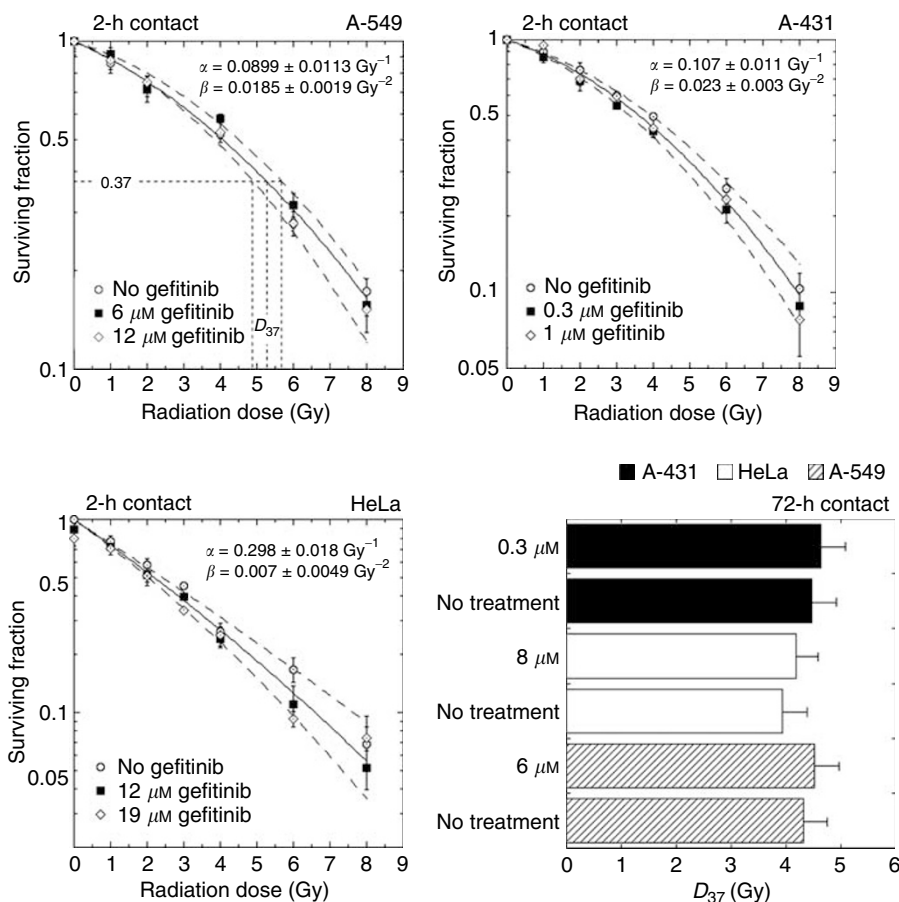 2-h contact A-549
α = 0.0899 ± 0.0113 Gy⁻¹
β = 0.0185 ± 0.0019 Gy⁻²
Surviving fraction
1
0.5
0.1
0.37
D37
No gefitinib
6 μM gefitinib
12 μM gefitinib
0 1 2 3 4 5 6 7 8 9
Radiation dose (Gy)
2-h contact A-431
α = 0.107 ± 0.011 Gy⁻¹
β = 0.023 ± 0.003 Gy⁻²
Surviving fraction
1
0.5
0.1
0.05
No gefitinib
0.3 μM gefitinib
1 μM gefitinib
0 1 2 3 4 5 6 7 8 9
Radiation dose (Gy)
2-h contact HeLa
α = 0.298 ± 0.018 Gy⁻¹
β = 0.007 ± 0.0049 Gy⁻²
Surviving fraction
1
0.5
0.1
0.05
No gefitinib
12 μM gefitinib
19 μM gefitinib
0 1 2 3 4 5 6 7 8 9
Radiation dose (Gy)
A-431 HeLa A-549
72-h contact
0.3 μM
No treatment
8 μM
No treatment
6 μM
No treatment
0 1 2 3 4 5 6
D37 (Gy)